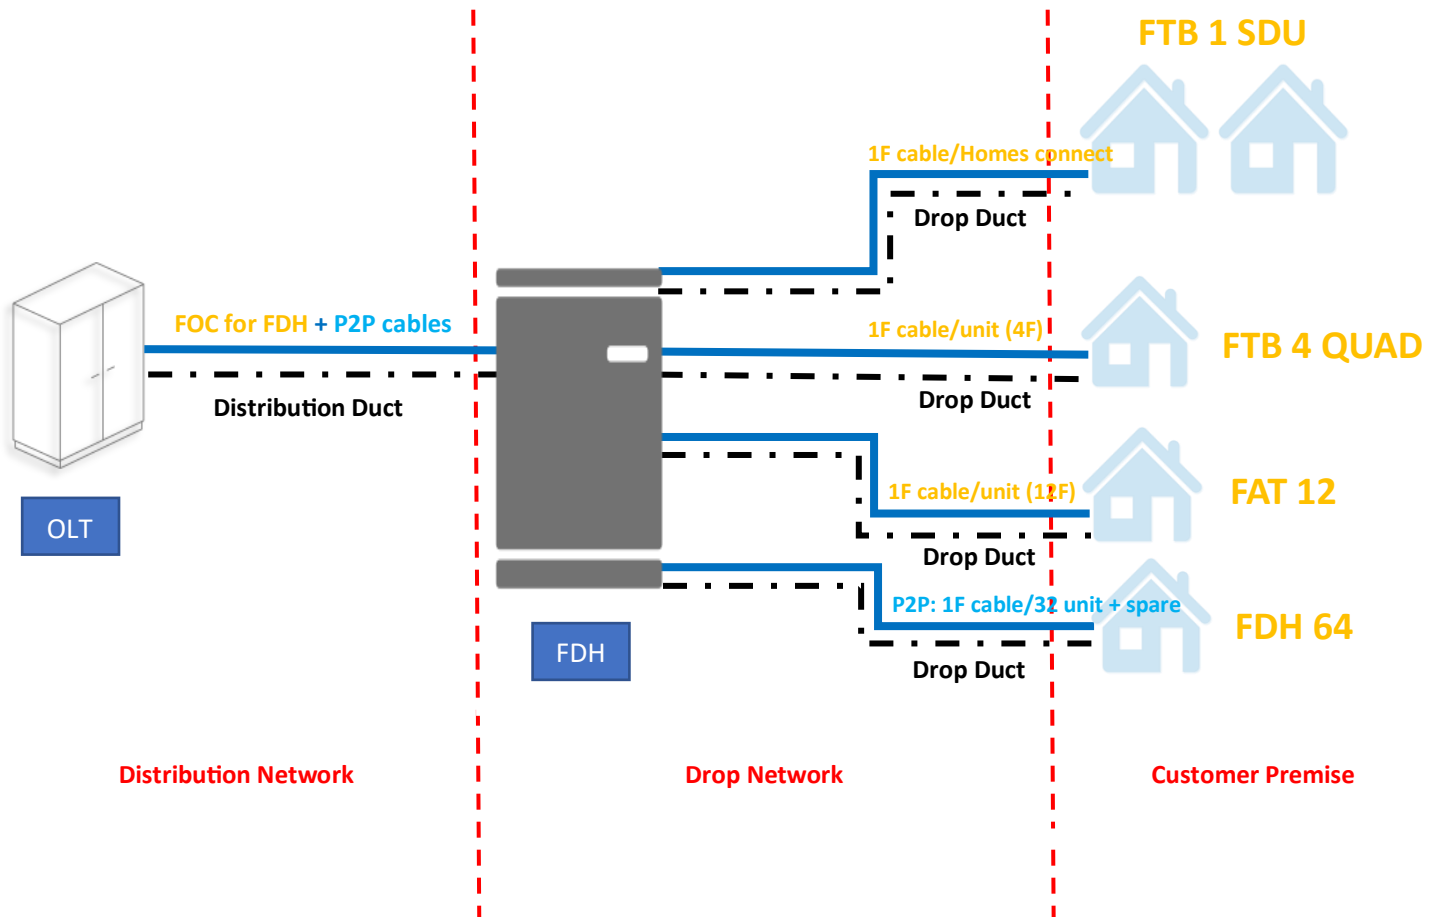 FTB 1 SDU
1F cable/Homes connect
Drop Duct
FOC for FDH + P2P cables
Distribution Duct
1F cable/unit (4F)
FTB 4 QUAD
Drop Duct
1F cable/unit (12F)
FAT 12
OLT
Drop Duct
P2P: 1F cable/32 unit + spare
FDH 64
FDH
Drop Duct
Distribution Network
Drop Network
Customer Premise